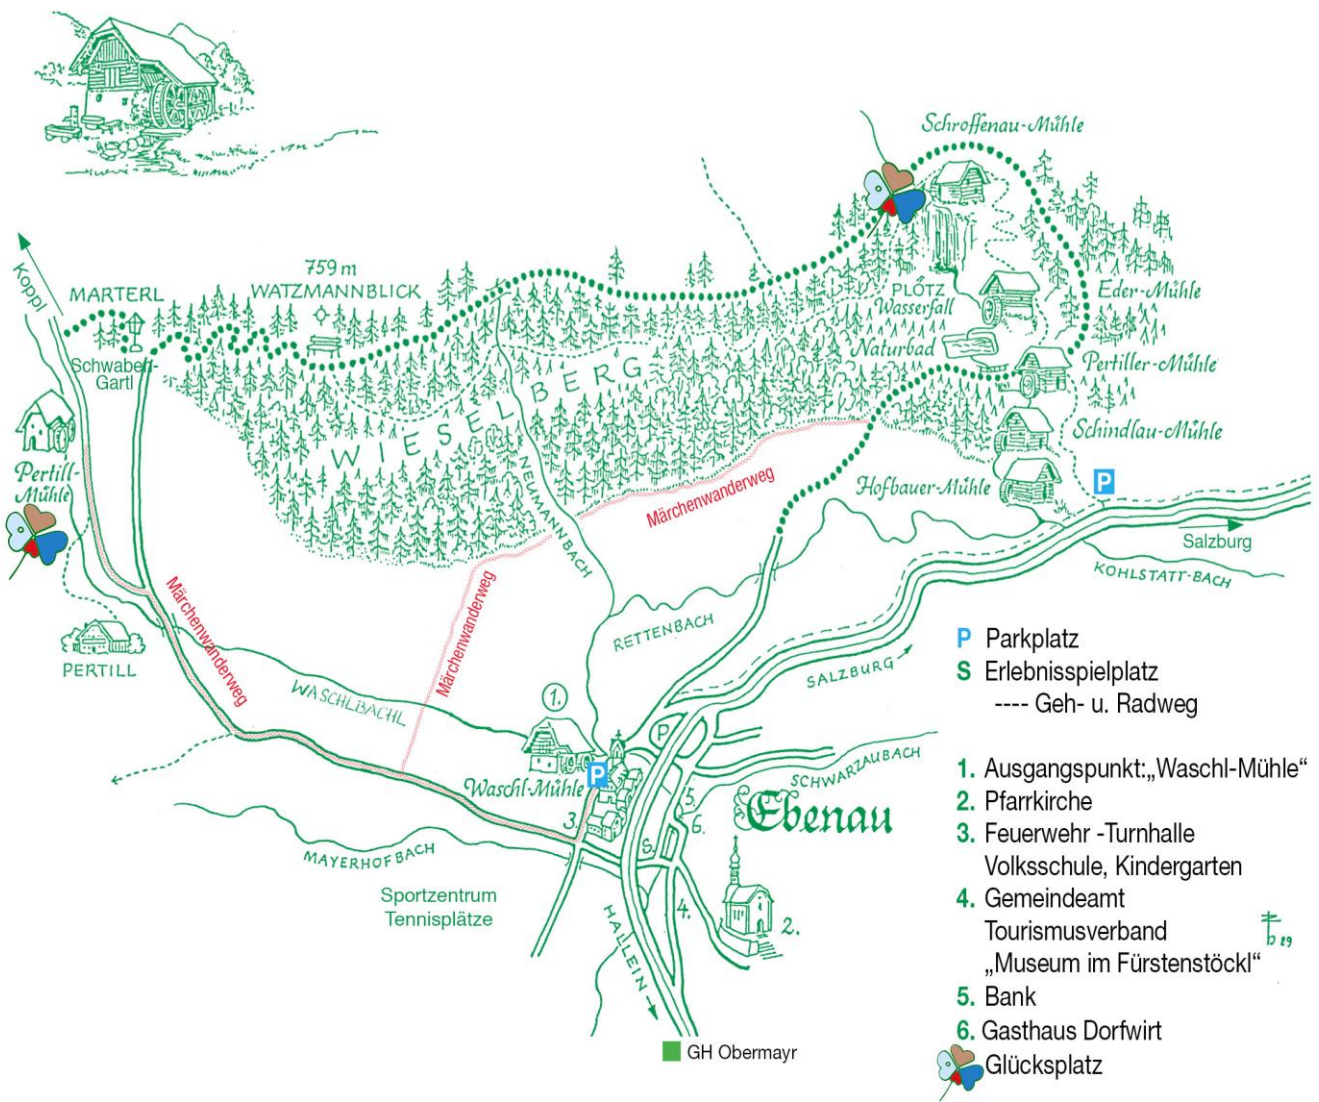 Schroffenau-Mühle
Koppl
759 m
MARTERL
WATZMANNBLICK
PLÖTZ
Wasserfall
Eder-Mühle
Naturbad
Schwaben-
Gartl
Pertiller-Mühle
WIESELBERG
Schindlau-Mühle
Pertill-
Mühle
NEUMANNBACH
Märchenwanderweg
Hofbauer-Mühle
P
Salzburg
KOHLSTATT-BACH
Märchenwanderweg
Märchenwanderweg
RETTENBACH
PERTILL
SALZBURG
WASCHLBACHL
1.
P
SCHWARZAUBACH
Waschl-Mühle
P
5.
Ebenau
3.
6.
S.
MAYERHOFBACH
Sportzentrum
Tennisplätze
4.
2.
HALLEIN
GH Obermayr
P Parkplatz
S Erlebnisspielplatz
---- Geh- u. Radweg
1. Ausgangspunkt:„Waschl-Mühle“
2. Pfarrkirche
3. Feuerwehr -Turnhalle
Volksschule, Kindergarten
4. Gemeindeamt
Tourismusverband
„Museum im Fürstenstöckl“
5. Bank
6. Gasthaus Dorfwirt
Glücksplatz